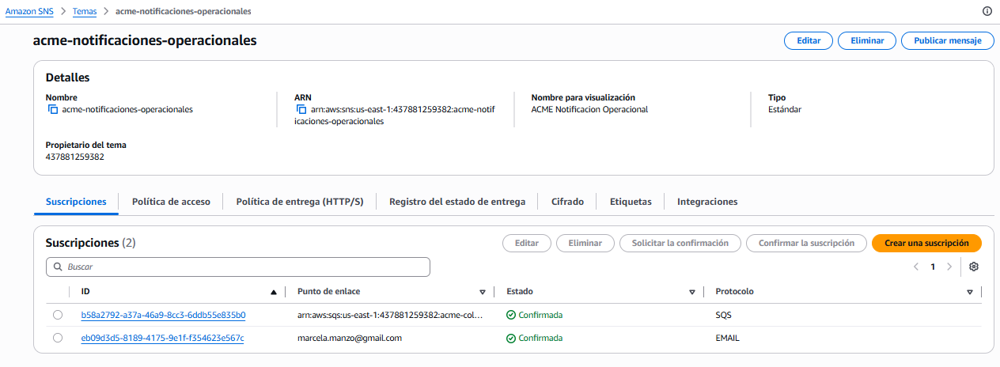 Amazon SNS > Temas > acme-notificaciones-operacionales
acme-notificaciones-operacionales
Editar Eliminar Publicar mensaje
Detalles
Nombre
acme-notificaciones-operacionales
ARN
arn:aws:sns:us-east-1:437881259382:acme-notif
icaciones-operacionales
Nombre para visualización
ACME Notificacion Operacional
Tipo
Estándar
Propietario del tema
437881259382
Suscripciones Política de acceso Política de entrega (HTTP/S) Registro del estado de entrega Cifrado Etiquetas Integraciones
Suscripciones (2)
Editar Eliminar Solicitar la confirmación Confirmar la suscripción Crear una suscripción
Buscar
1
ID Punto de enlace Estado Protocolo
b58a2792-a37a-46a9-8cc3-6ddb55e835b0 arn:aws:sqs:us-east-1:437881259382:acme-col... Confirmada SQS
eb09d3d5-8189-4175-9e1f-f354623e567c marcela.manzo@gmail.com Confirmada EMAIL